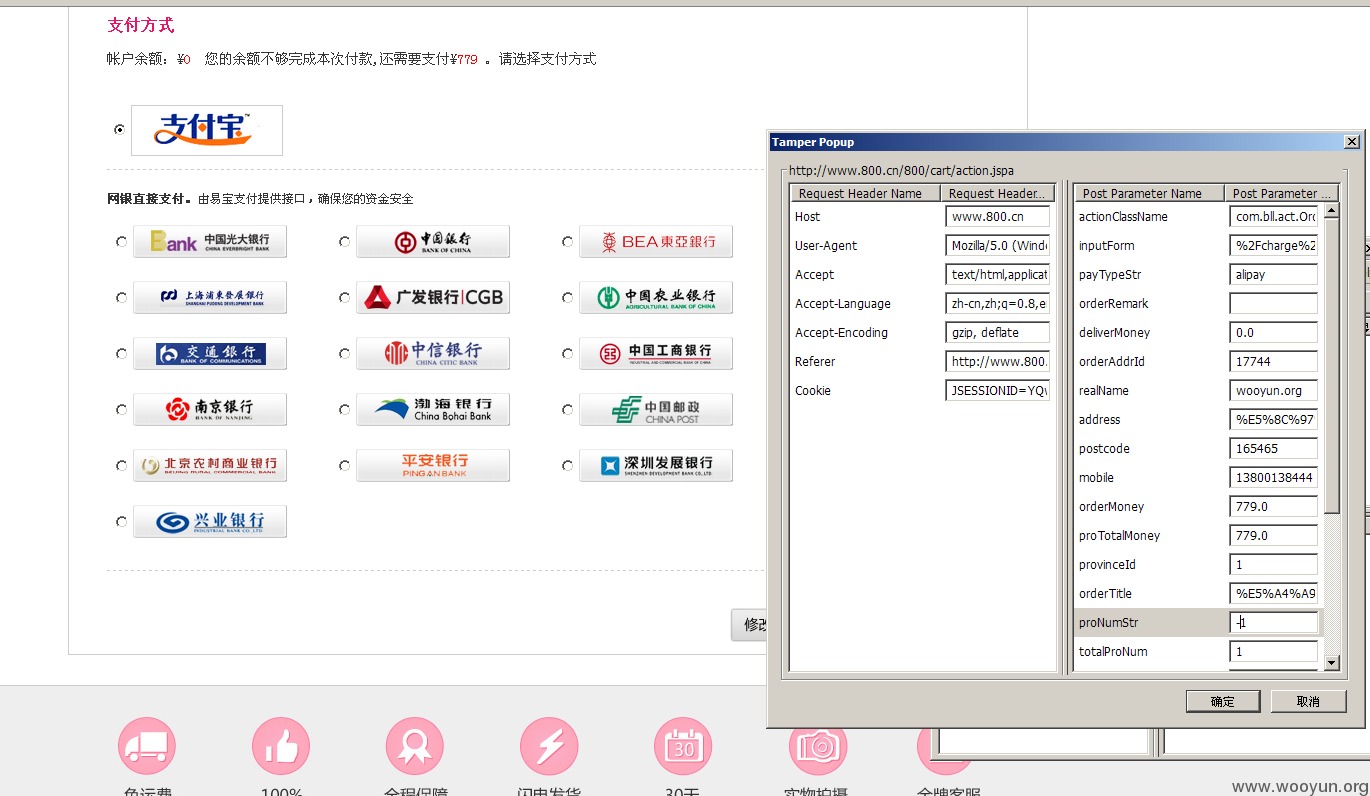 支付方式
帐户余额：¥0 您的余额不够完成本次付款,还需要支付¥779 。请选择支付方式
支付宝
网银直接支付。由易宝支付提供接口，确保您的资金安全
Bank 中国光大银行 CHINA EVERBRIGHT BANK
中国银行 BANK OF CHINA
BEA東亞銀行
上海浦东发展银行 SHANGHAI PUDONG DEVELOPMENT BANK
广发银行|CGB
中国农业银行 AGRICULTURAL BANK OF CHINA
交通银行 BANK OF COMMUNICATIONS
中信银行 CHINA CITIC BANK
中国工商银行 INDUSTRIAL AND COMMERCIAL BANK OF CHINA
南京银行 BANK OF NANJING
渤海银行 China Bohai Bank
中国邮政 CHINA POST
北京农村商业银行 BEIJING RURAL COMMERCIAL BANK
平安银行 PING AN BANK
深圳发展银行 SHENZHEN DEVELOPMENT BANK CO.,LTD
兴业银行 INDUSTRIAL BANK CO.,LTD
修改
Tamper Popup
http://www.800.cn/800/cart/action.jspa
Request Header Name Request Header...
Host www.800.cn
User-Agent Mozilla/5.0 (Wind
Accept text/html,applicat
Accept-Language zh-cn,zh;q=0.8,e
Accept-Encoding gzip, deflate
Referer http://www.800.
Cookie JSESSIONID=YQ
Post Parameter Name Post Parameter ...
actionClassName com.bll.act.Or
inputForm %2Fcharge%2
payTypeStr alipay
orderRemark
deliverMoney 0.0
orderAddrId 17744
realName wooyun.org
address %E5%8C%97
postcode 165465
mobile 13800138444
orderMoney 779.0
proTotalMoney 779.0
provinceId 1
orderTitle %E5%A4%A9
proNumStr -1
totalProNum 1
确定 取消
30
免运费 100% 全程保障 闪电发货 30天 实物拍摄 金牌客服
www.wooyun.org